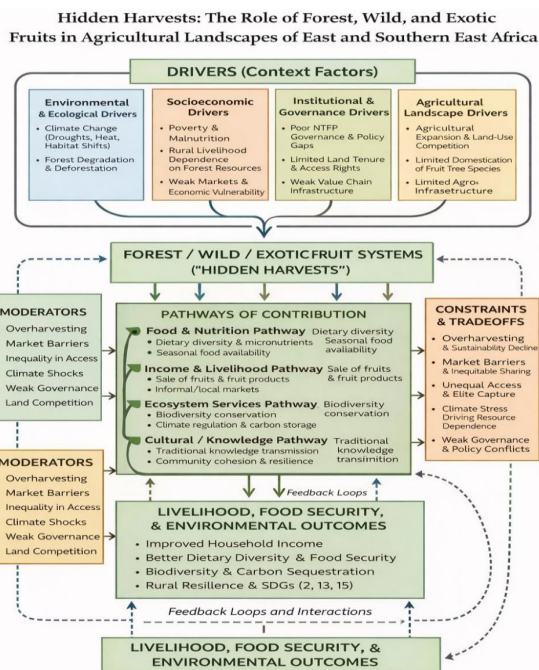 Hidden Harvests: The Role of Forest, Wild, and Exotic
Fruits in Agricultural Landscapes of East and Southern East Africa
DRIVERS (Context Factors)
Environmental
& Ecological Drivers
• Climate Change
(Droughts, Heat,
Habitat Shifts)
• Forest Degradation
& Deforestation
Socioeconomic
Drivers
• Poverty &
Malnutrition
• Rural Livelihood
Dependence
on Forest Resources
• Weak Markets &
Economic Vulnerability
Institutional &
Governance Drivers
• Poor NTFP
Governance & Policy
Gaps
• Limited Land Tenure
& Access Rights
• Weak Value Chain
Infrastructure
Agricultural
Landscape Drivers
• Agricultural
Expansion & Land-Use
Competition
• Limited Domestication
of Fruit Tree Species
• Limited Agro-
Infrasetructure
FOREST / WILD / EXOTIC FRUIT SYSTEMS
("HIDDEN HARVESTS")
MODERATORS
Overharvesting
Market Barriers
Inequality in Access
Climate Shocks
Weak Governance
Land Competition
PATHWAYS OF CONTRIBUTION
Food & Nutrition Pathway Dietary diversity
• Dietary diversity & micronutrients Seasonal food
• Seasonal food availability availiability
Income & Livelihood Pathway Sale of fruits
• Sale of fruits & fruit products & fruit products
• Informal/local markets
Ecosystem Services Pathway Biodiversity
• Biodiversity conservation conservation
• Climate regulation & carbon storage
Cultural / Knowledge Pathway Traditional
• Traditional knowledge transmission knowledge
• Community cohesion & resilience transimition
CONSTRAINTS
& TRADEOFFS
• Overharvesting
& Sustainability Decline
• Market Barriers
& Inequitable Sharing
• Unequal Access
& Elite Capture
• Climate Stress
Driving Resource
Dependence
• Weak Governance
& Policy Conflicts
MODERATORS
Overharvesting
Market Barriers
Inequality in Access
Climate Shocks
Weak Governance
Land Competition
Feedback Loops
LIVELIHOOD, FOOD SECURITY,
& ENVIRONMENTAL OUTCOMES
• Improved Household Income
• Better Dietary Diversity & Food Security
• Biodiversity & Carbon Sequestration
• Rural Resilience & SDGs (2, 13, 15)
Feedback Loops and Interactions
LIVELIHOOD, FOOD SECURITY, &
ENVIRONMENTAL OUTCOMES